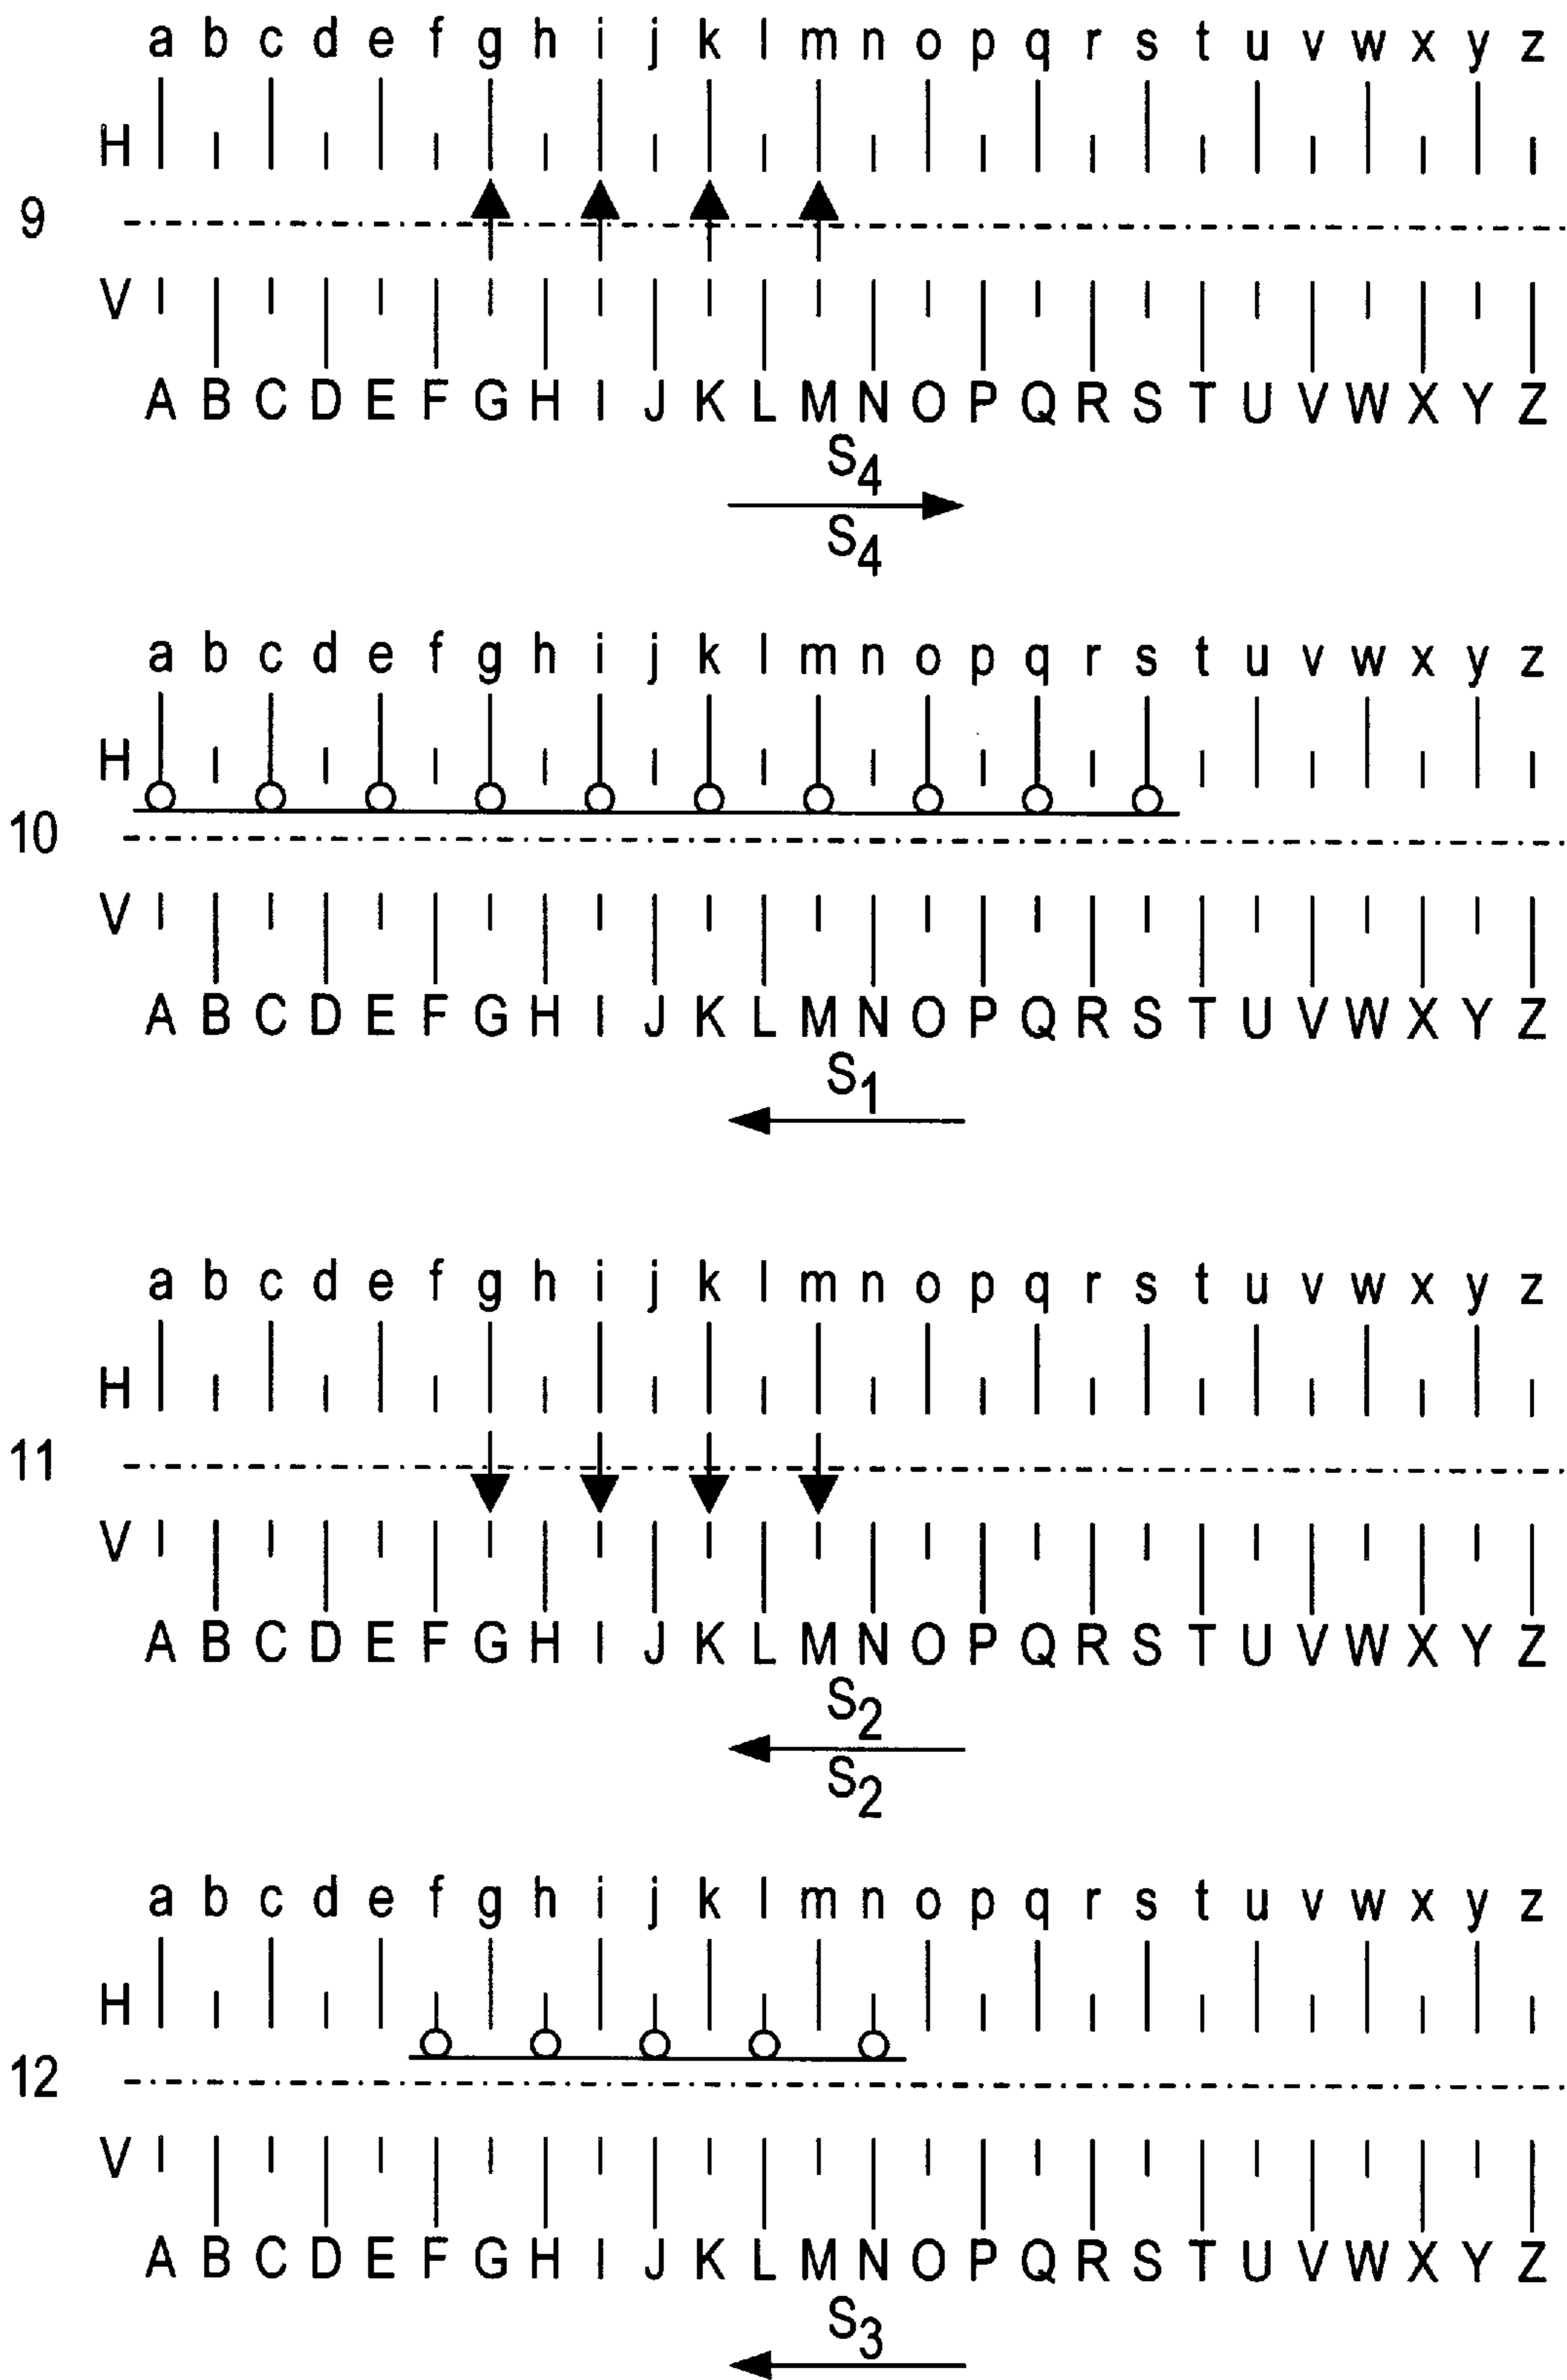 a b c d e f g h i j k l m n o p q r s t u v w x y z
H
9
V
A B C D E F G H I J K L M N O P Q R S T U V W X Y Z
S4
S4
a b c d e f g h i j k l m n o p q r s t u v w x y z
H
10
V
A B C D E F G H I J K L M N O P Q R S T U V W X Y Z
S1
a b c d e f g h i j k l m n o p q r s t u v w x y z
H
11
V
A B C D E F G H I J K L M N O P Q R S T U V W X Y Z
S2
S2
a b c d e f g h i j k l m n o p q r s t u v w x y z
H
12
V
A B C D E F G H I J K L M N O P Q R S T U V W X Y Z
S3